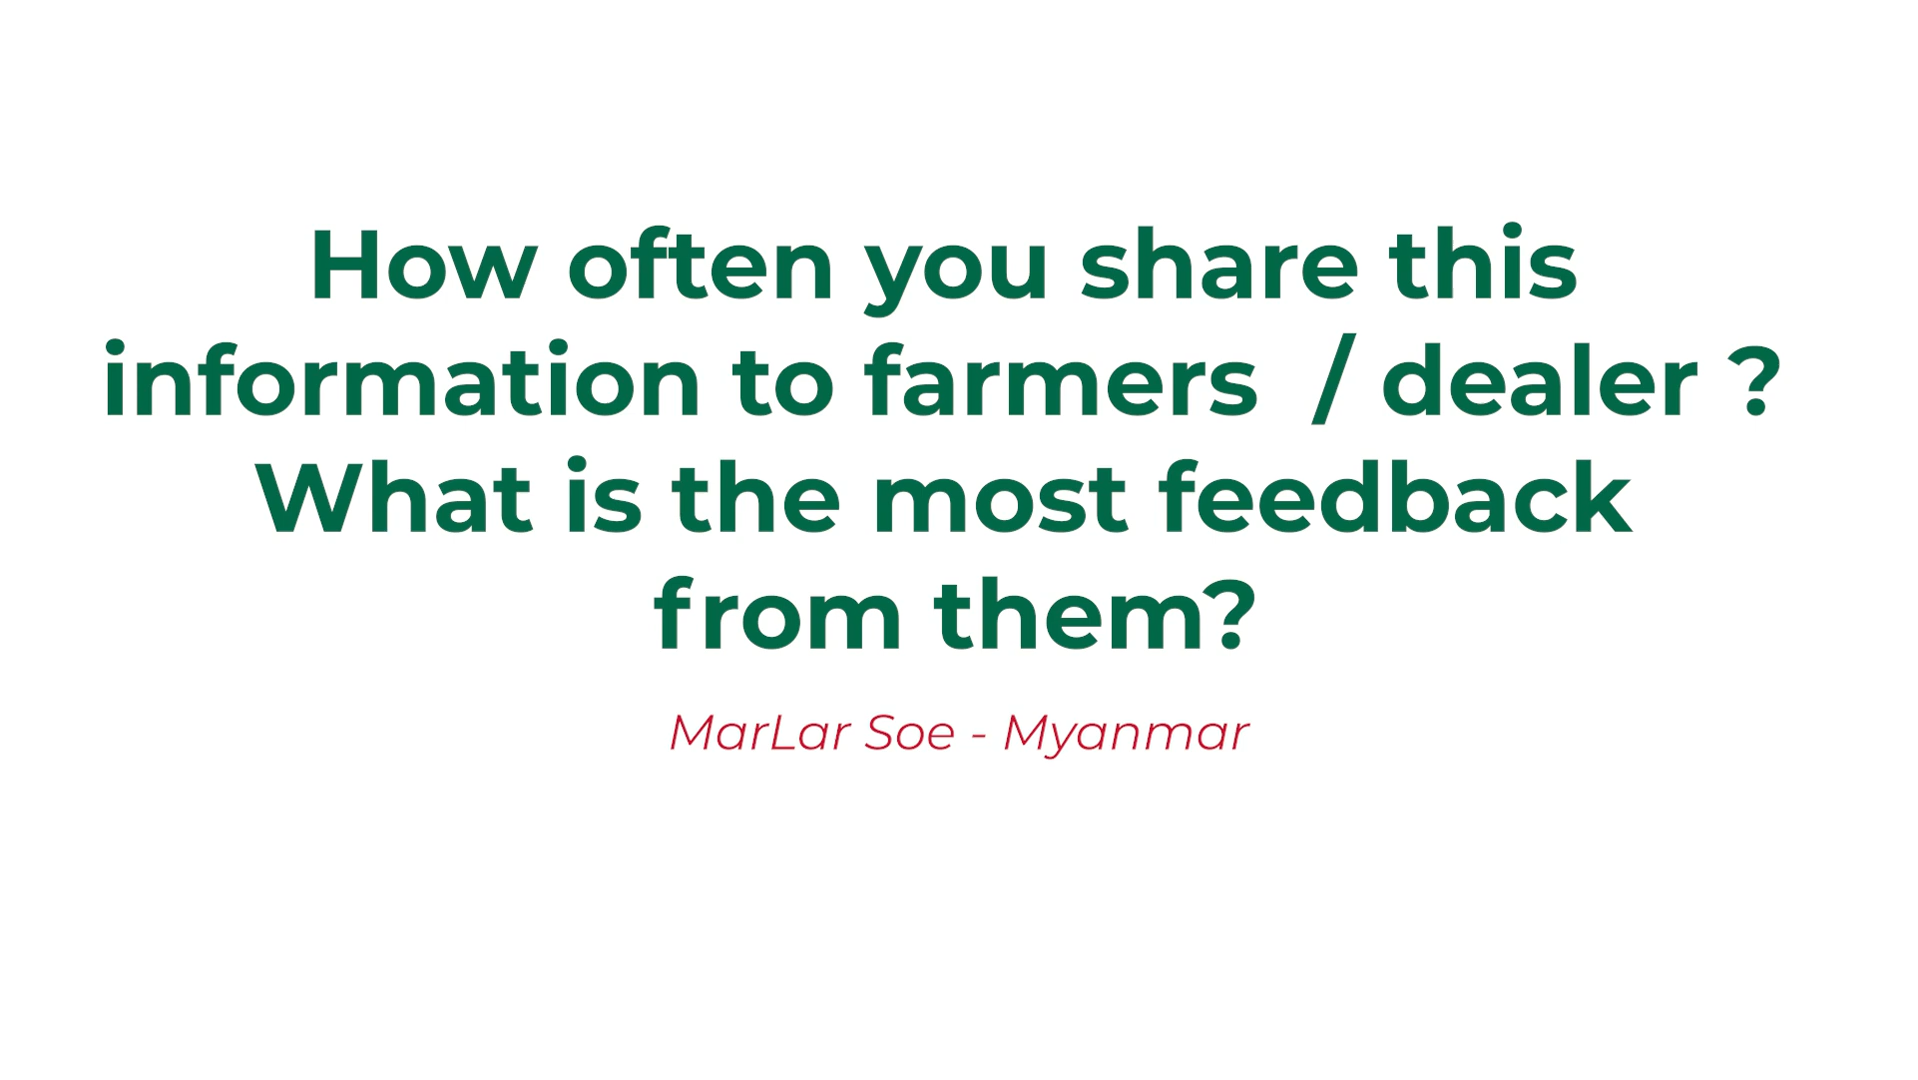 How often you share this
information to farmers / dealer ?
What is the most feedback
from them?
MarLar Soe - Myanmar